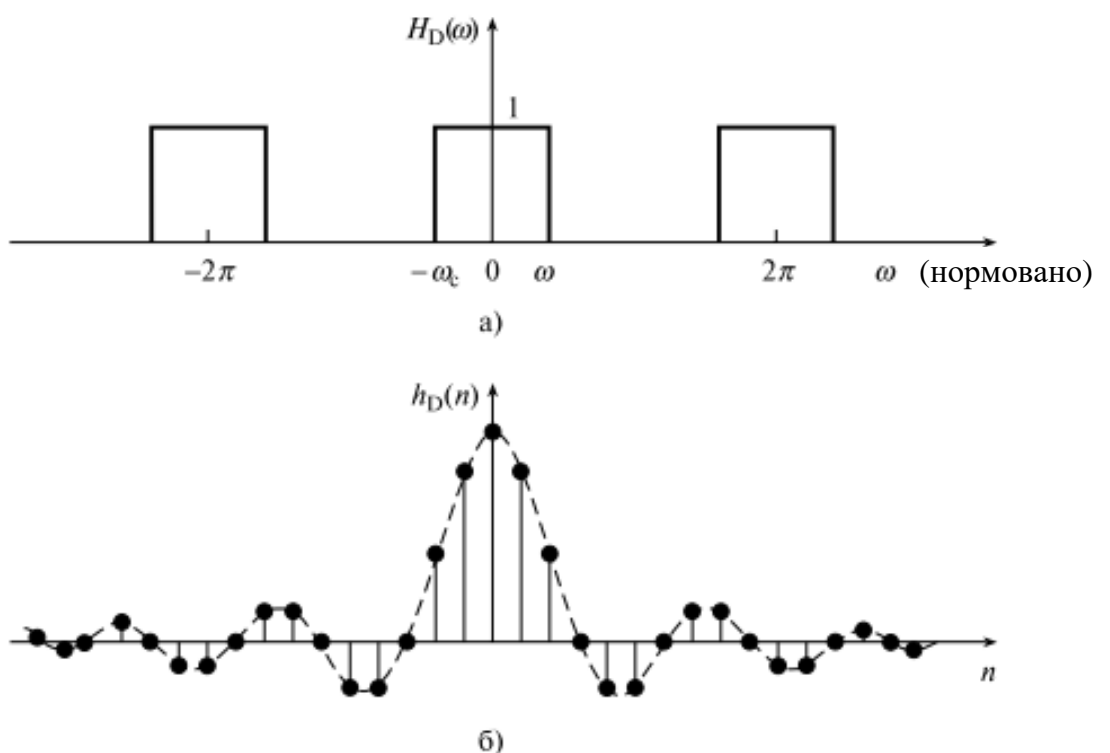 H_D(ω)
1
−2π −ω_c 0 ω 2π ω (нормовано)
а)
h_D(n)
n
б)